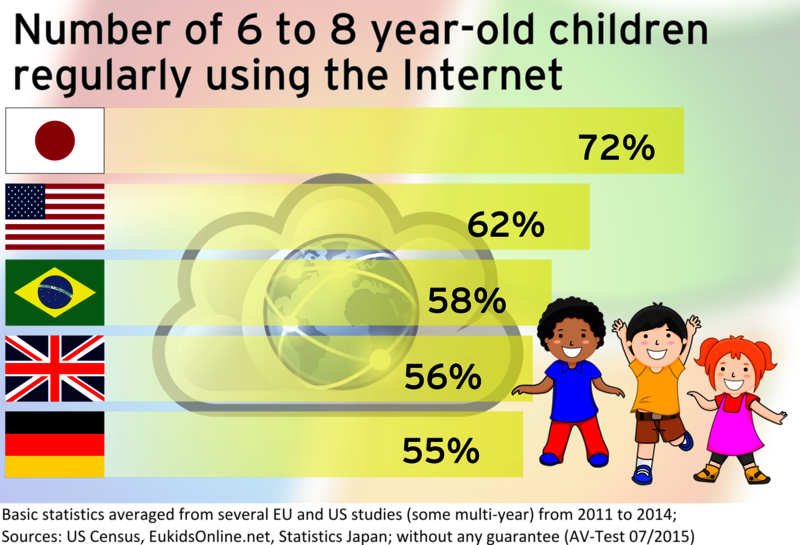 Number of 6 to 8 year-old children
regularly using the Internet
72%
62%
58%
56%
55%
Basic statistics averaged from several EU and US studies (some multi-year) from 2011 to 2014;
Sources: US Census, EukidsOnline.net, Statistics Japan; without any guarantee (AV-Test 07/2015)